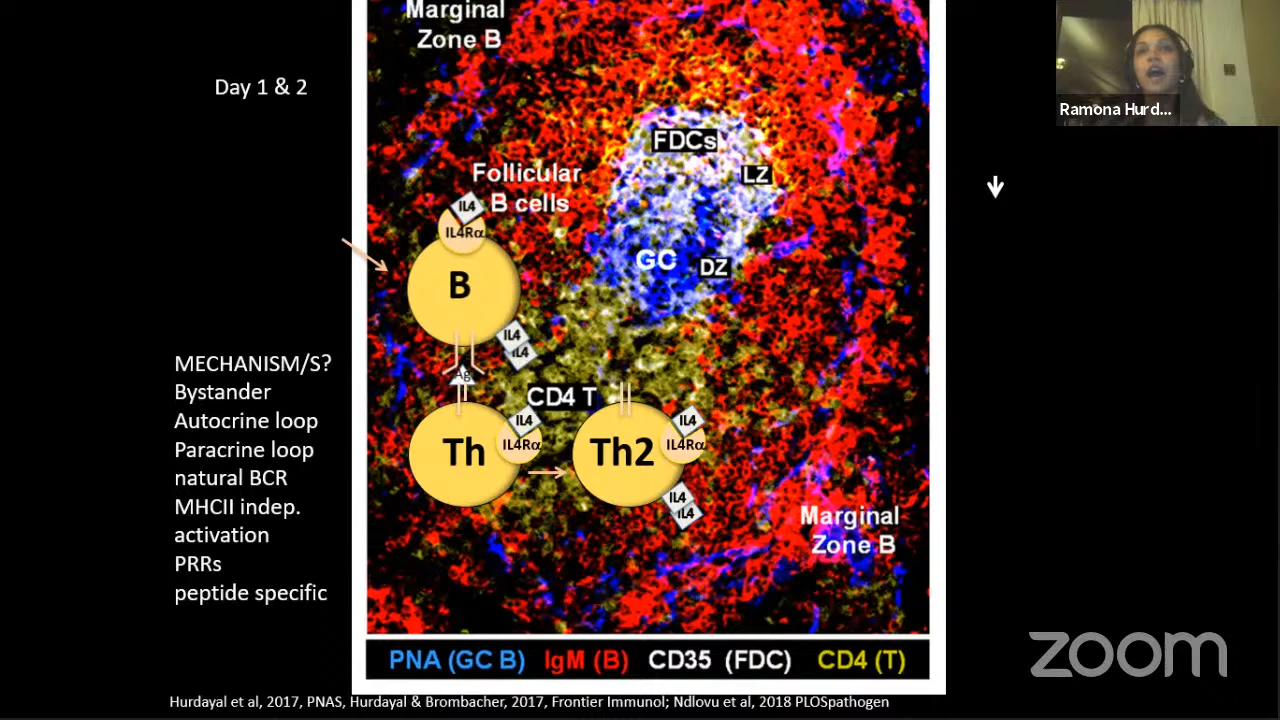 Marginal
Zone B
Day 1 & 2
Ramona Hurd...
FDCs
LZ
Follicular
B cells
IL4
IL4Rα
GC
DZ
B
IL4
IL4
MECHANISM/S?
Bystander
Autocrine loop
Paracrine loop
natural BCR
MHCII indep.
activation
PRRs
peptide specific
Ag
CD4 T
IL4
IL4Rα
Th
IL4
IL4Rα
Th2
IL4
IL4
Marginal
Zone B
zoom
PNA (GC B) IgM (B) CD35 (FDC) CD4 (T)
Hurdayal et al, 2017, PNAS, Hurdayal & Brombacher, 2017, Frontier Immunol; Ndlovu et al, 2018 PLOSpathogen